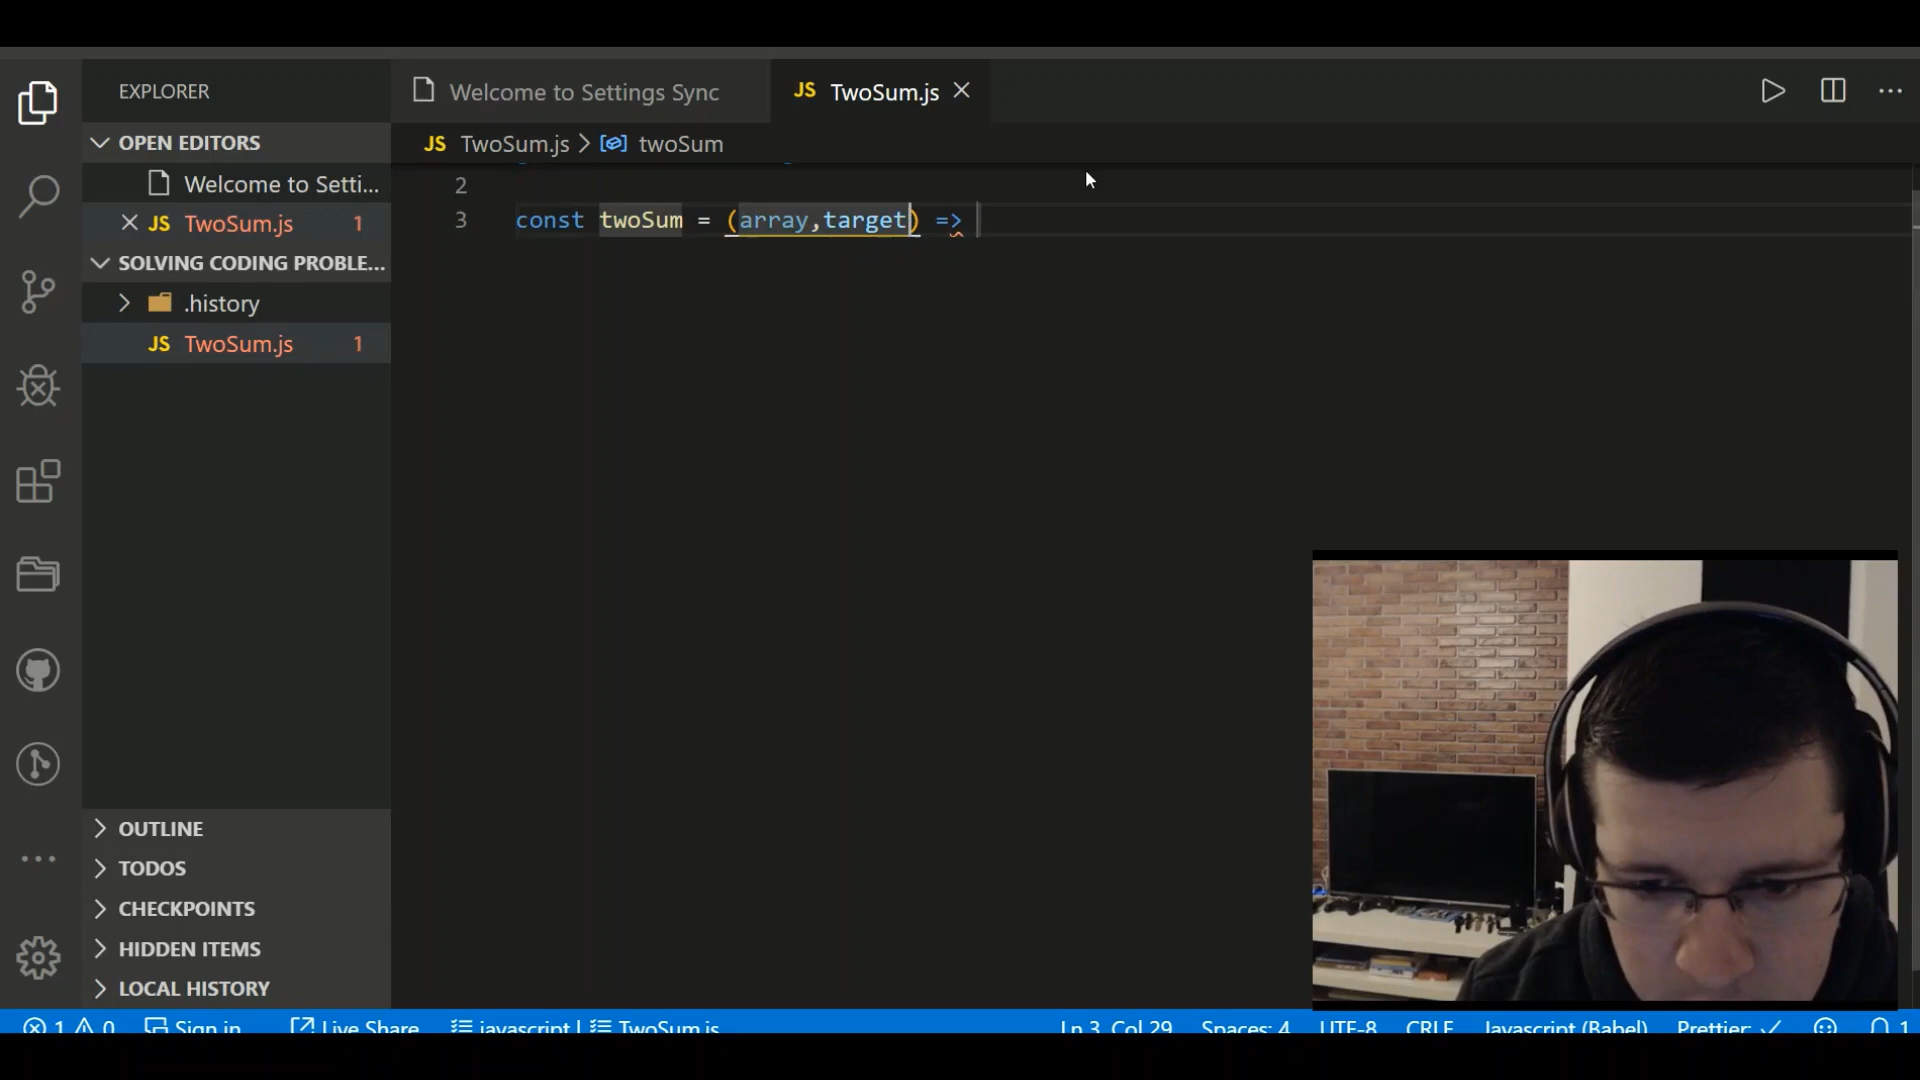 EXPLORER
Welcome to Settings Sync
JS TwoSum.js
OPEN EDITORS
JS TwoSum.js > twoSum
Welcome to Setti...
JS TwoSum.js 1
SOLVING CODING PROBLE...
.history
JS TwoSum.js 1
2
3 const twoSum = (array,target) =>
OUTLINE
TODOS
CHECKPOINTS
HIDDEN ITEMS
LOCAL HISTORY
1 0 Sign in Live Share javascript | TwoSum.js Ln 3, Col 29 Spaces: 4 UTF-8 CRLF Javascript (Babel) Prettier: ✓ 1